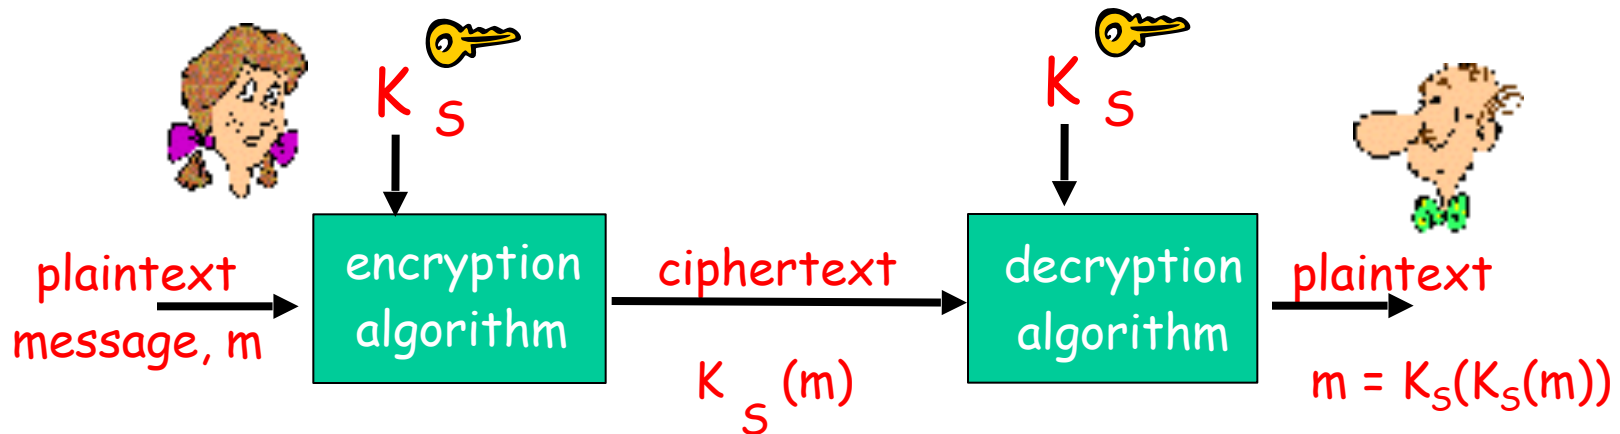 K S
K S
plaintext
message, m
encryption
algorithm
ciphertext
K S (m)
decryption
algorithm
plaintext
m = KS(KS(m))